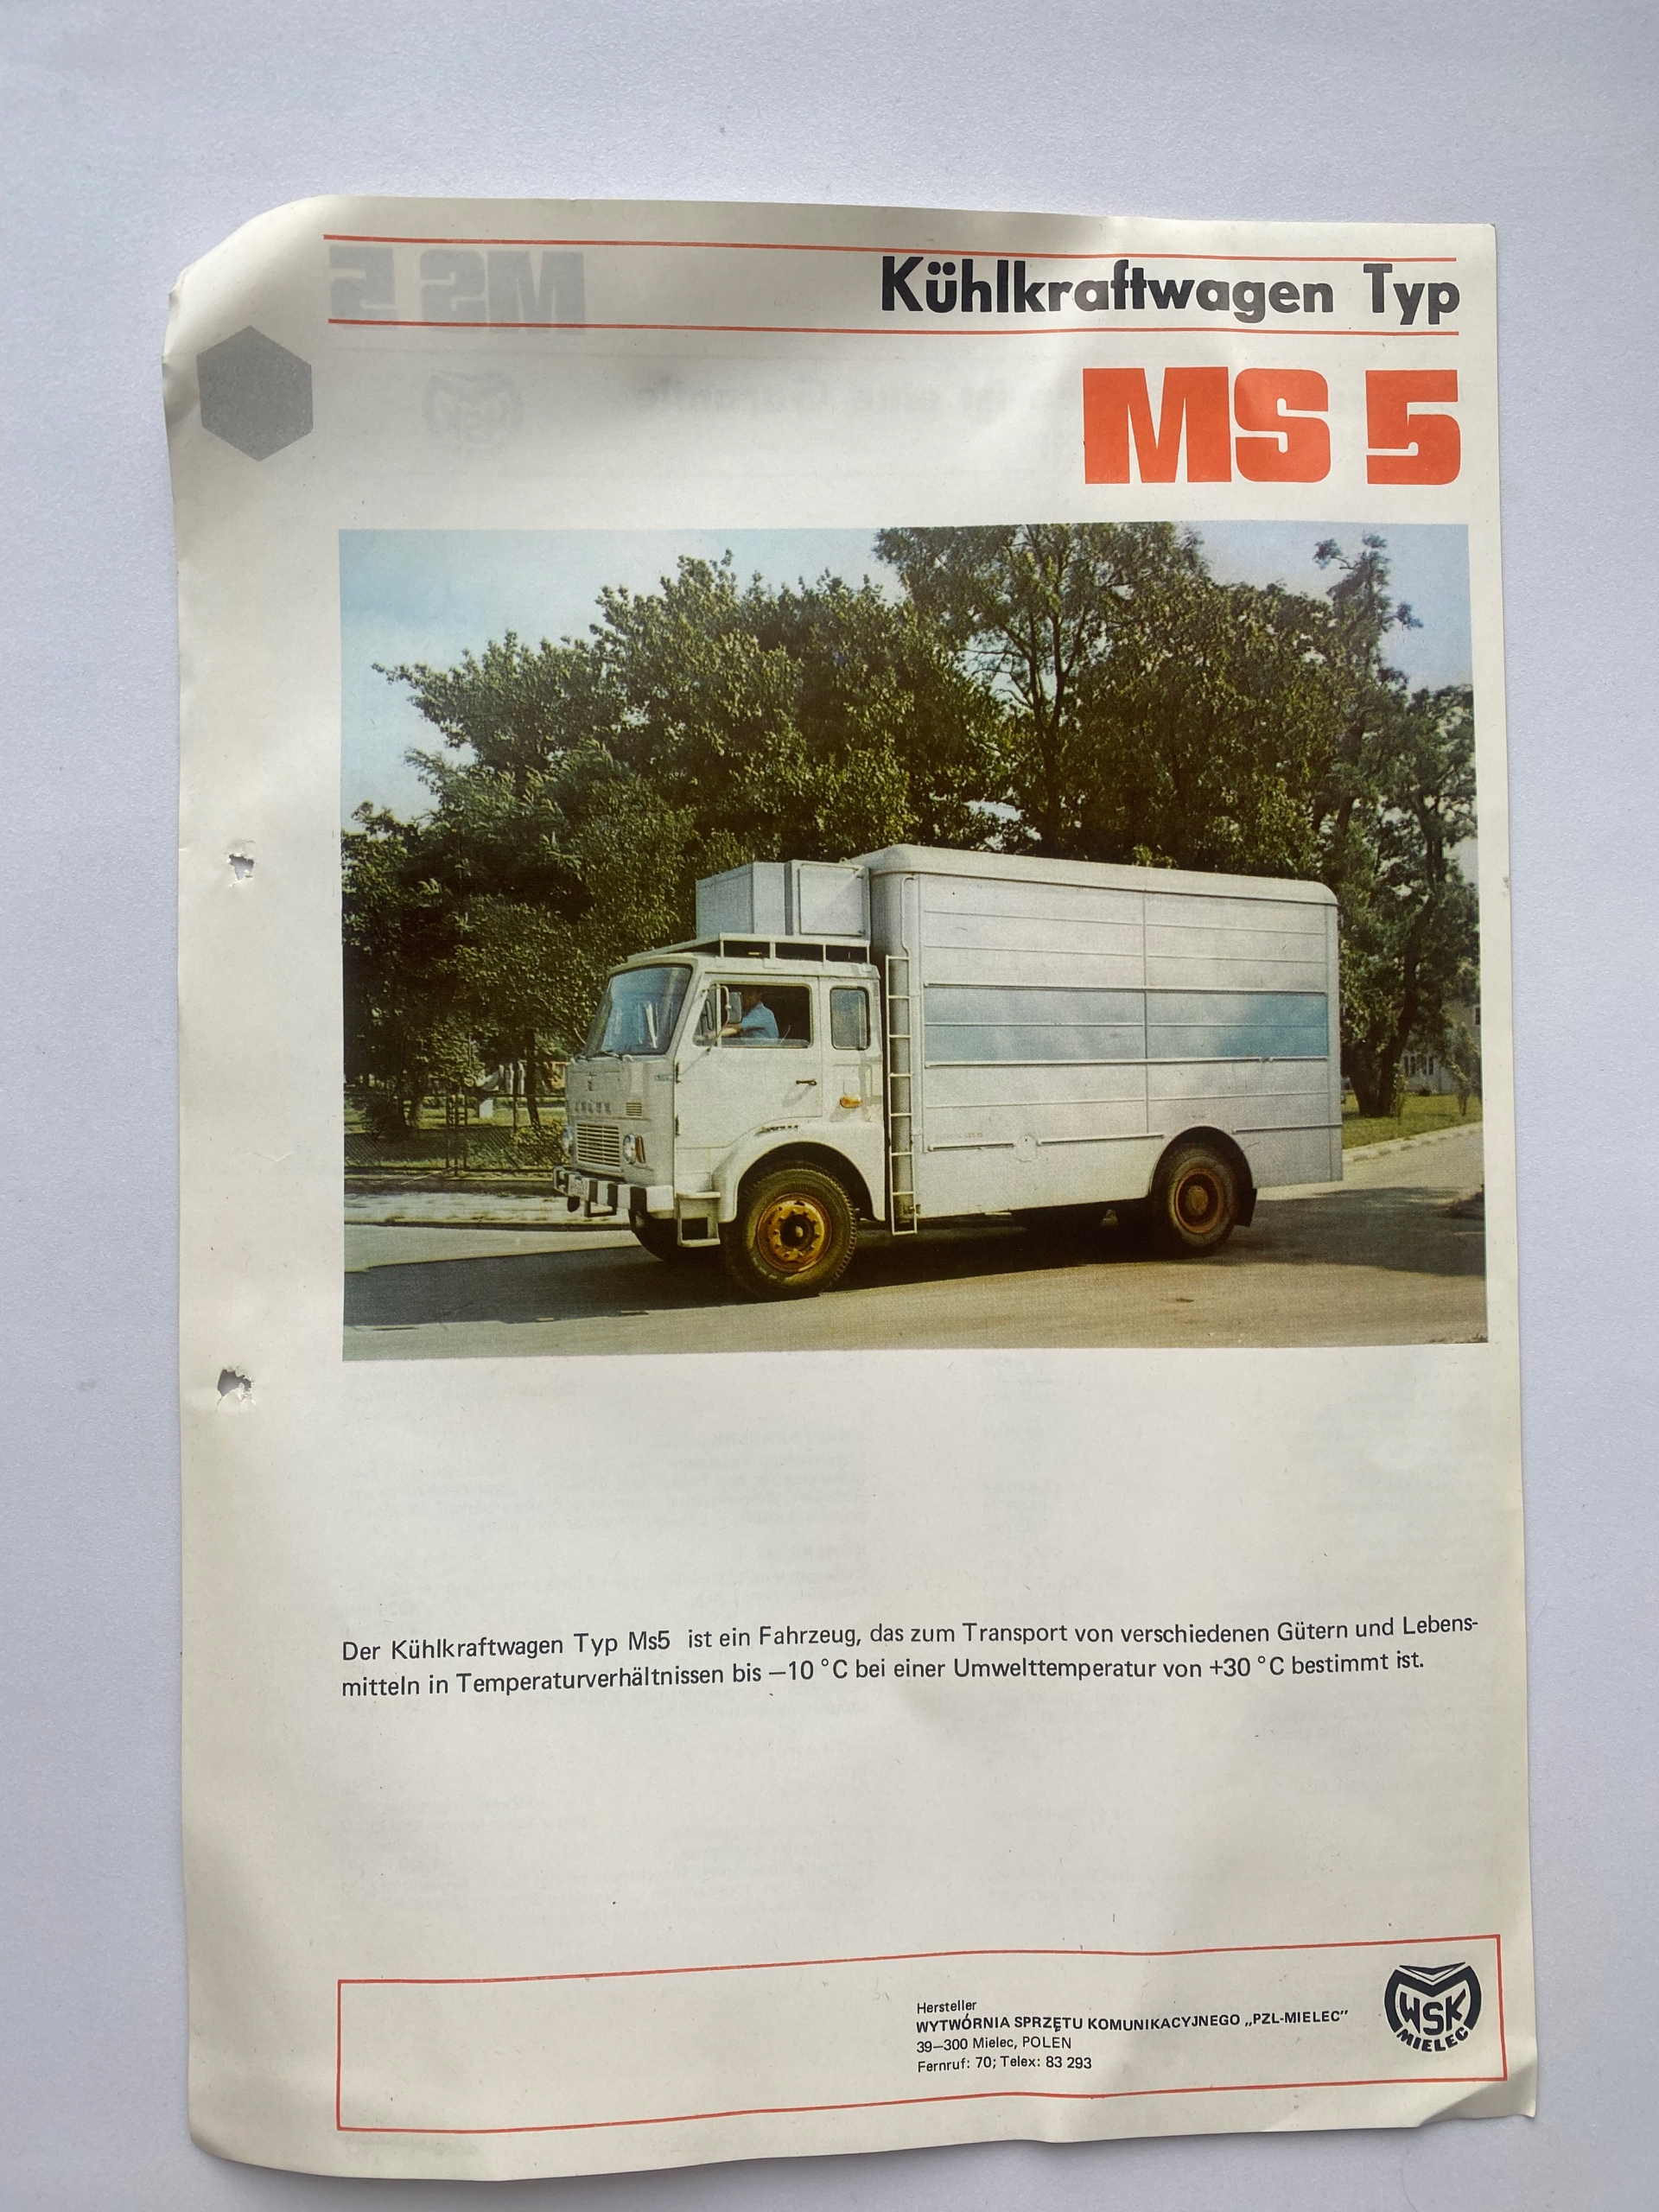 Kühlkraftwagen Typ
MS 5
Der Kühlkraftwagen Typ Ms5 ist ein Fahrzeug, das zum Transport von verschiedenen Gütern und Lebens-
mitteln in Temperaturverhältnissen bis —10 °C bei einer Umwelttemperatur von +30 °C bestimmt ist.
Hersteller
WYTWÓRNIA SPRZĘTU KOMUNIKACYJNEGO „PZL-MIELEC”
39—300 Mielec, POLEN
Fernruf: 70; Telex: 83 293
WSK
MIELEC